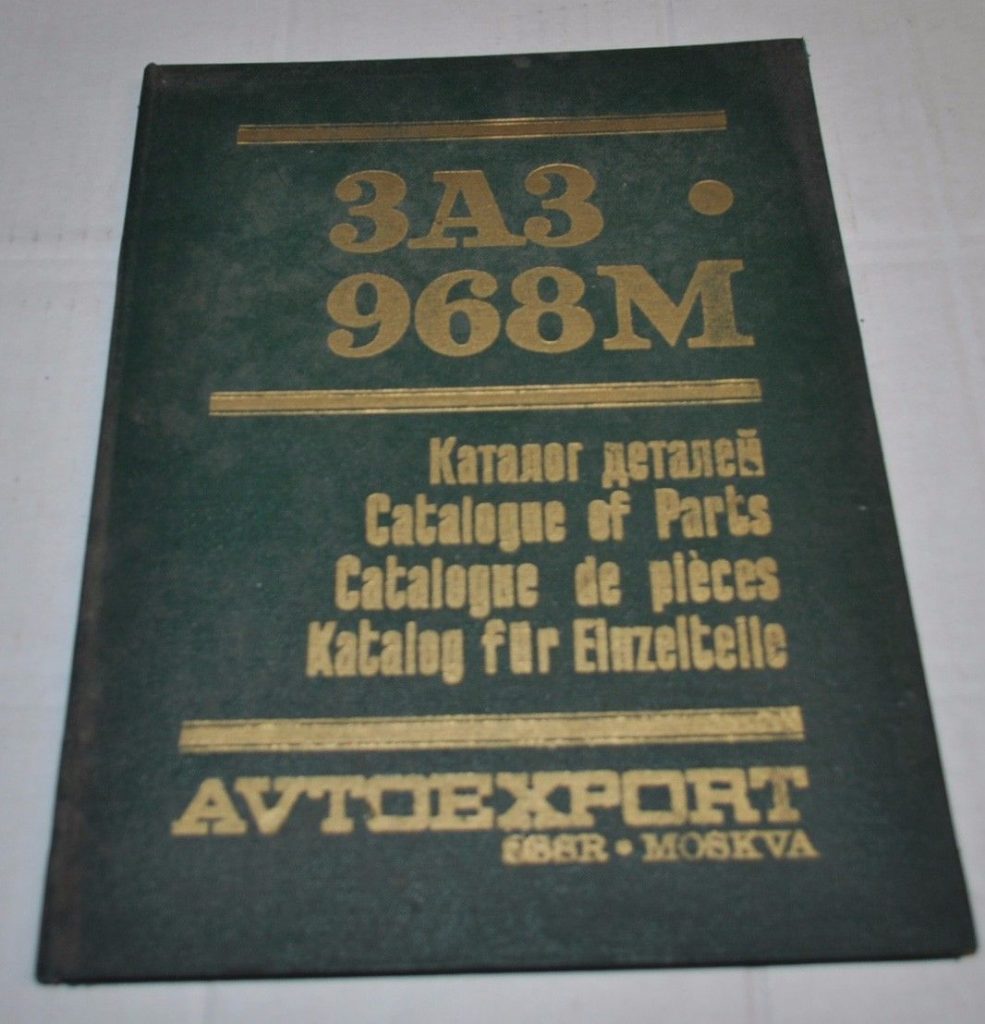 ЗАЗ •
968М
Каталог деталей
Catalogue of Parts
Catalogue de pièces
Katalog für Einzelteile
AVTOEXPORT
SSSR • MOSKVA